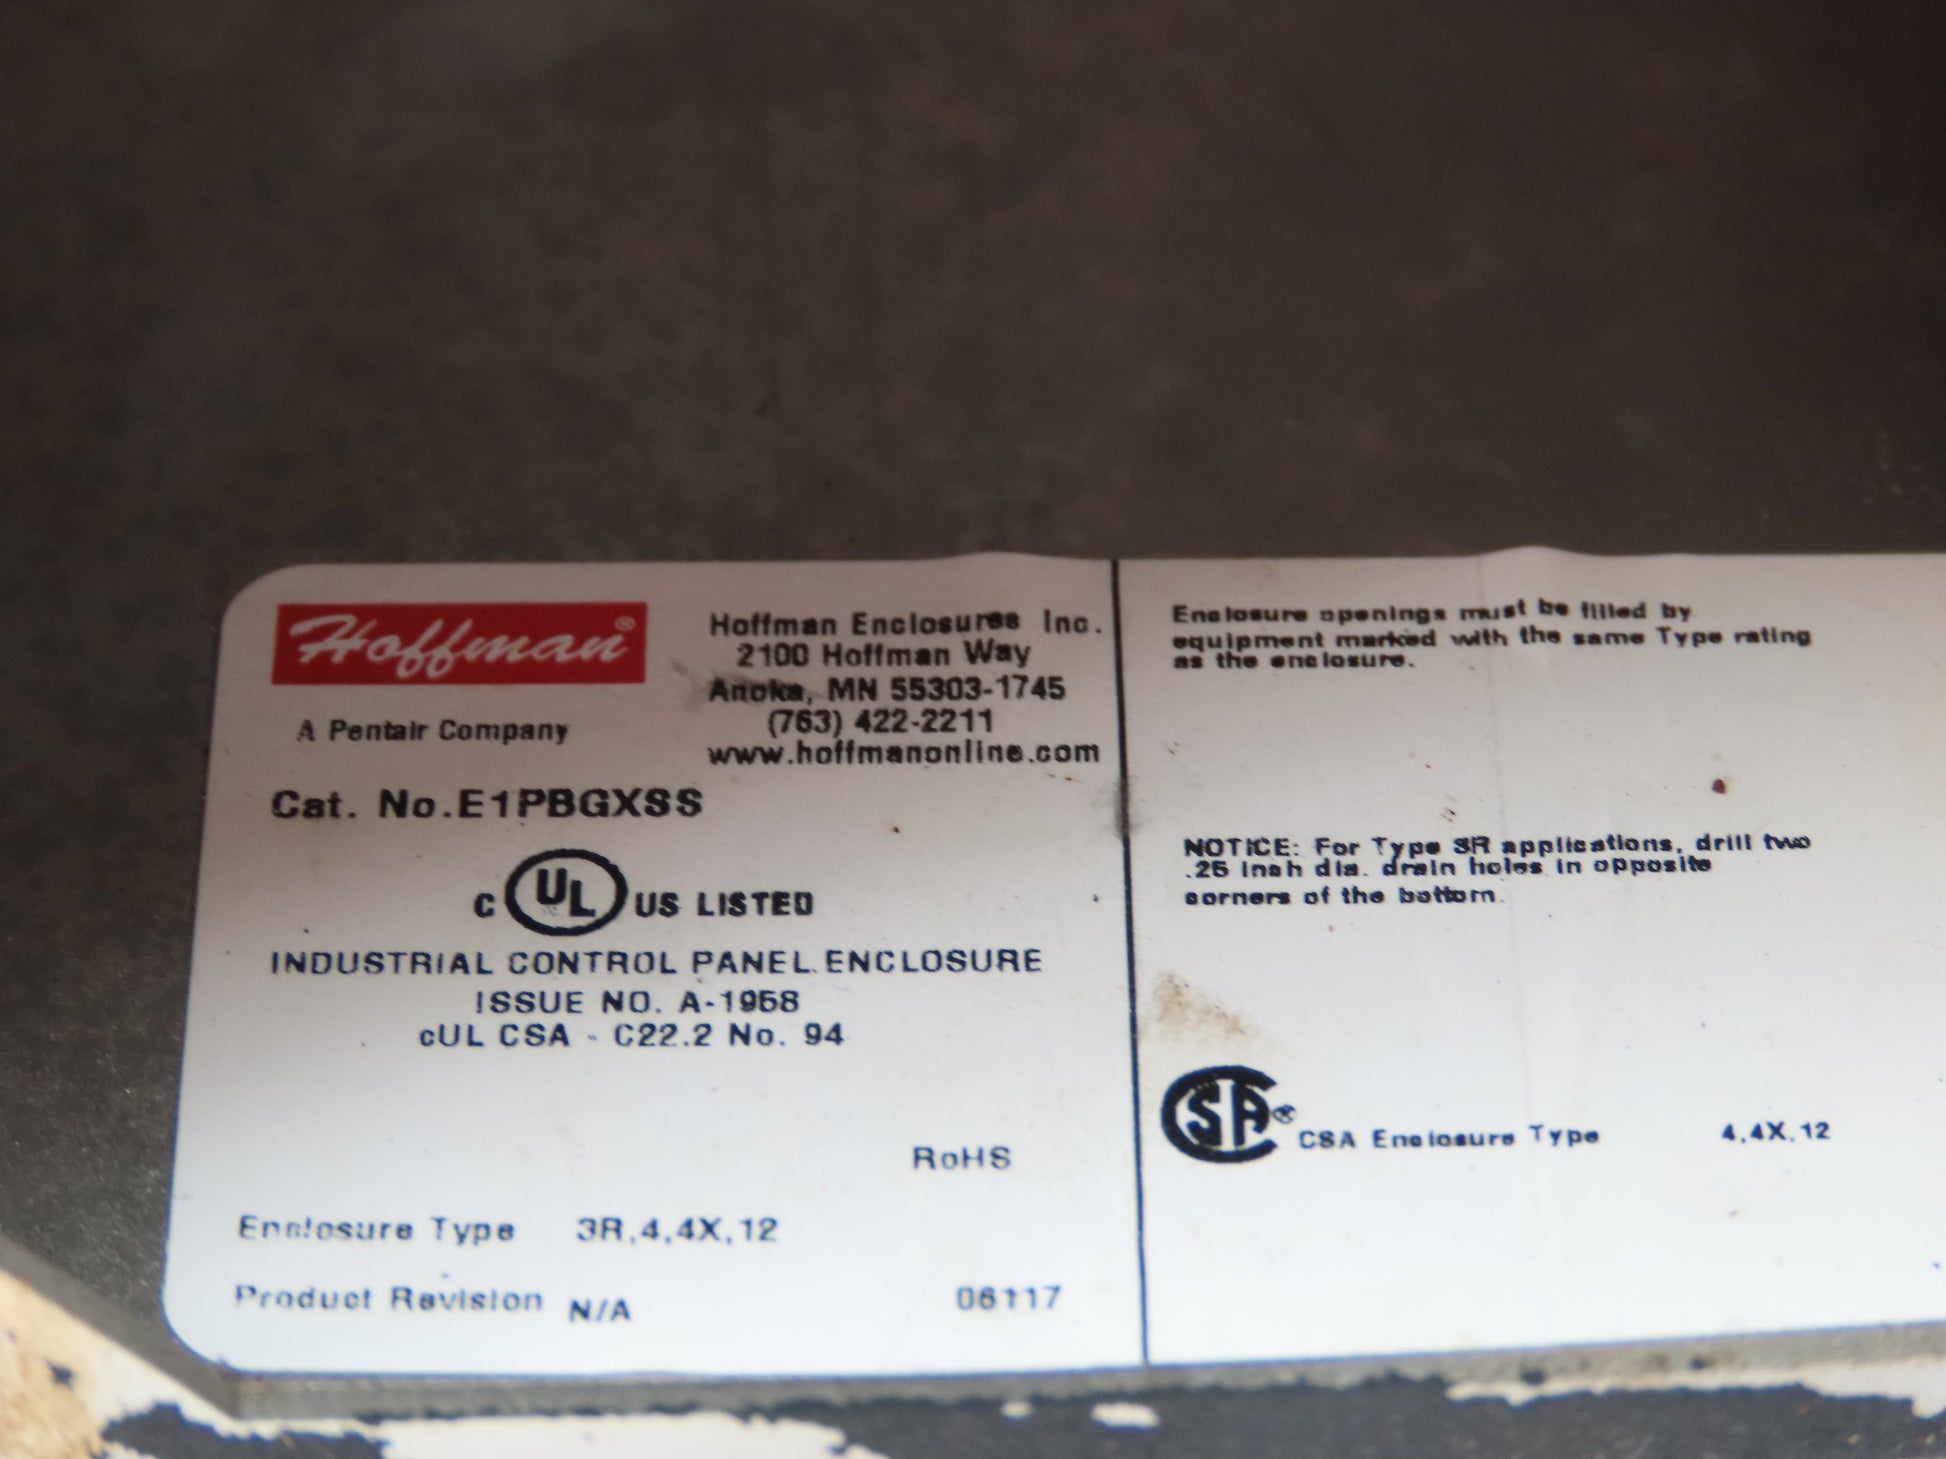 Hoffman®
A Pentair Company
Hoffman Enclosures Inc.
2100 Hoffman Way
Anoka, MN 55303-1745
(763) 422-2211
www.hoffmanonline.com
Cat. No.E1PBGXSS
C UL US LISTED
INDUSTRIAL CONTROL PANEL ENCLOSURE
ISSUE NO. A-1958
cUL CSA - C22.2 No. 94
RoHS
Enclosure Type 3R,4,4X,12
Product Revision N/A 06117
Enclosure openings must be filled by
equipment marked with the same Type rating
as the enclosure.
NOTICE: For Type 3R applications, drill two
.25 inch dia. drain holes in opposite
corners of the bottom.
CSA® CSA Enclosure Type 4,4X,12